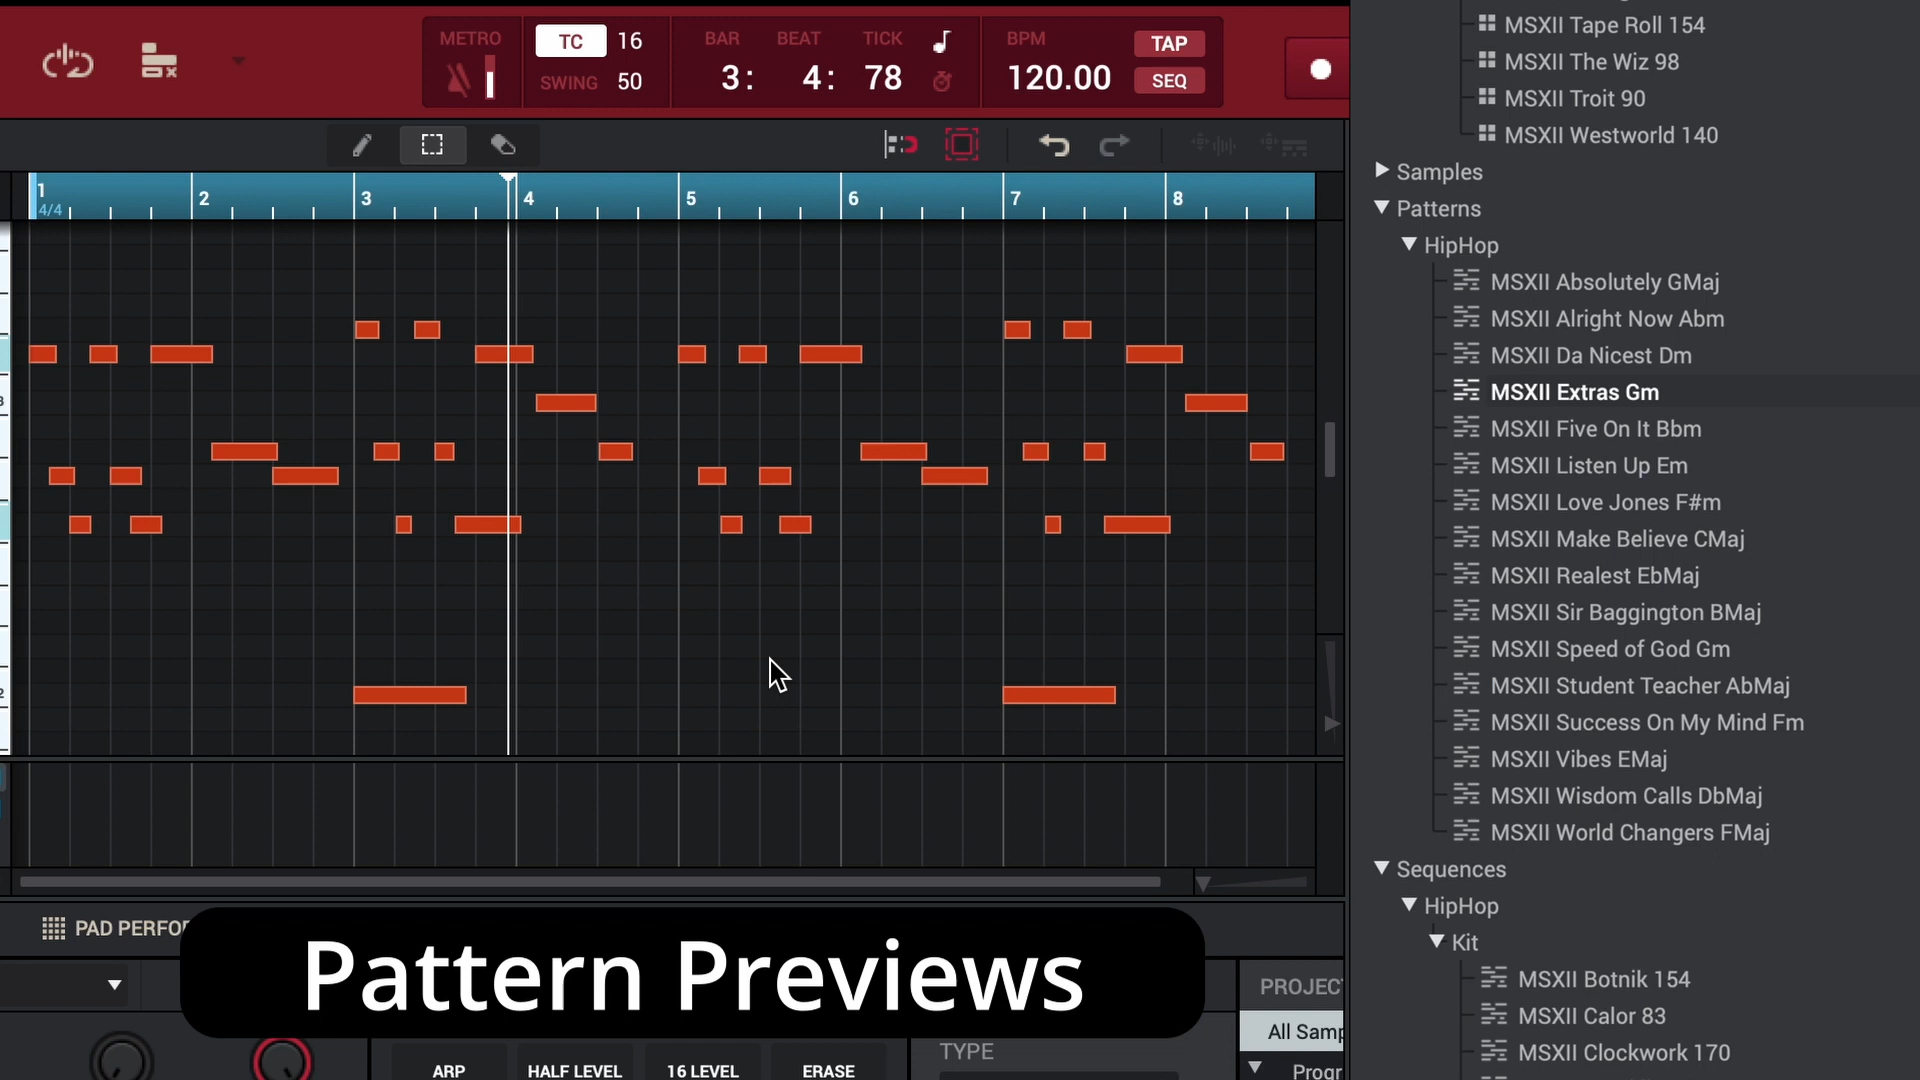 METRO
TC 16
SWING 50
BAR BEAT TICK
3: 4: 78
BPM
120.00
TAP
SEQ
1 2 3 4 5 6 7 8
4/4
3
2
PAD PERFOR
Pattern Previews
ARP
HALF LEVEL
16 LEVEL
ERASE
TYPE
PROJECT
All Samp
Progr
MSXII Tape Roll 154
MSXII The Wiz 98
MSXII Troit 90
MSXII Westworld 140
Samples
Patterns
HipHop
MSXII Absolutely GMaj
MSXII Alright Now Abm
MSXII Da Nicest Dm
MSXII Extras Gm
MSXII Five On It Bbm
MSXII Listen Up Em
MSXII Love Jones F#m
MSXII Make Believe CMaj
MSXII Realest EbMaj
MSXII Sir Baggington BMaj
MSXII Speed of God Gm
MSXII Student Teacher AbMaj
MSXII Success On My Mind Fm
MSXII Vibes EMaj
MSXII Wisdom Calls DbMaj
MSXII World Changers FMaj
Sequences
HipHop
Kit
MSXII Botnik 154
MSXII Calor 83
MSXII Clockwork 170